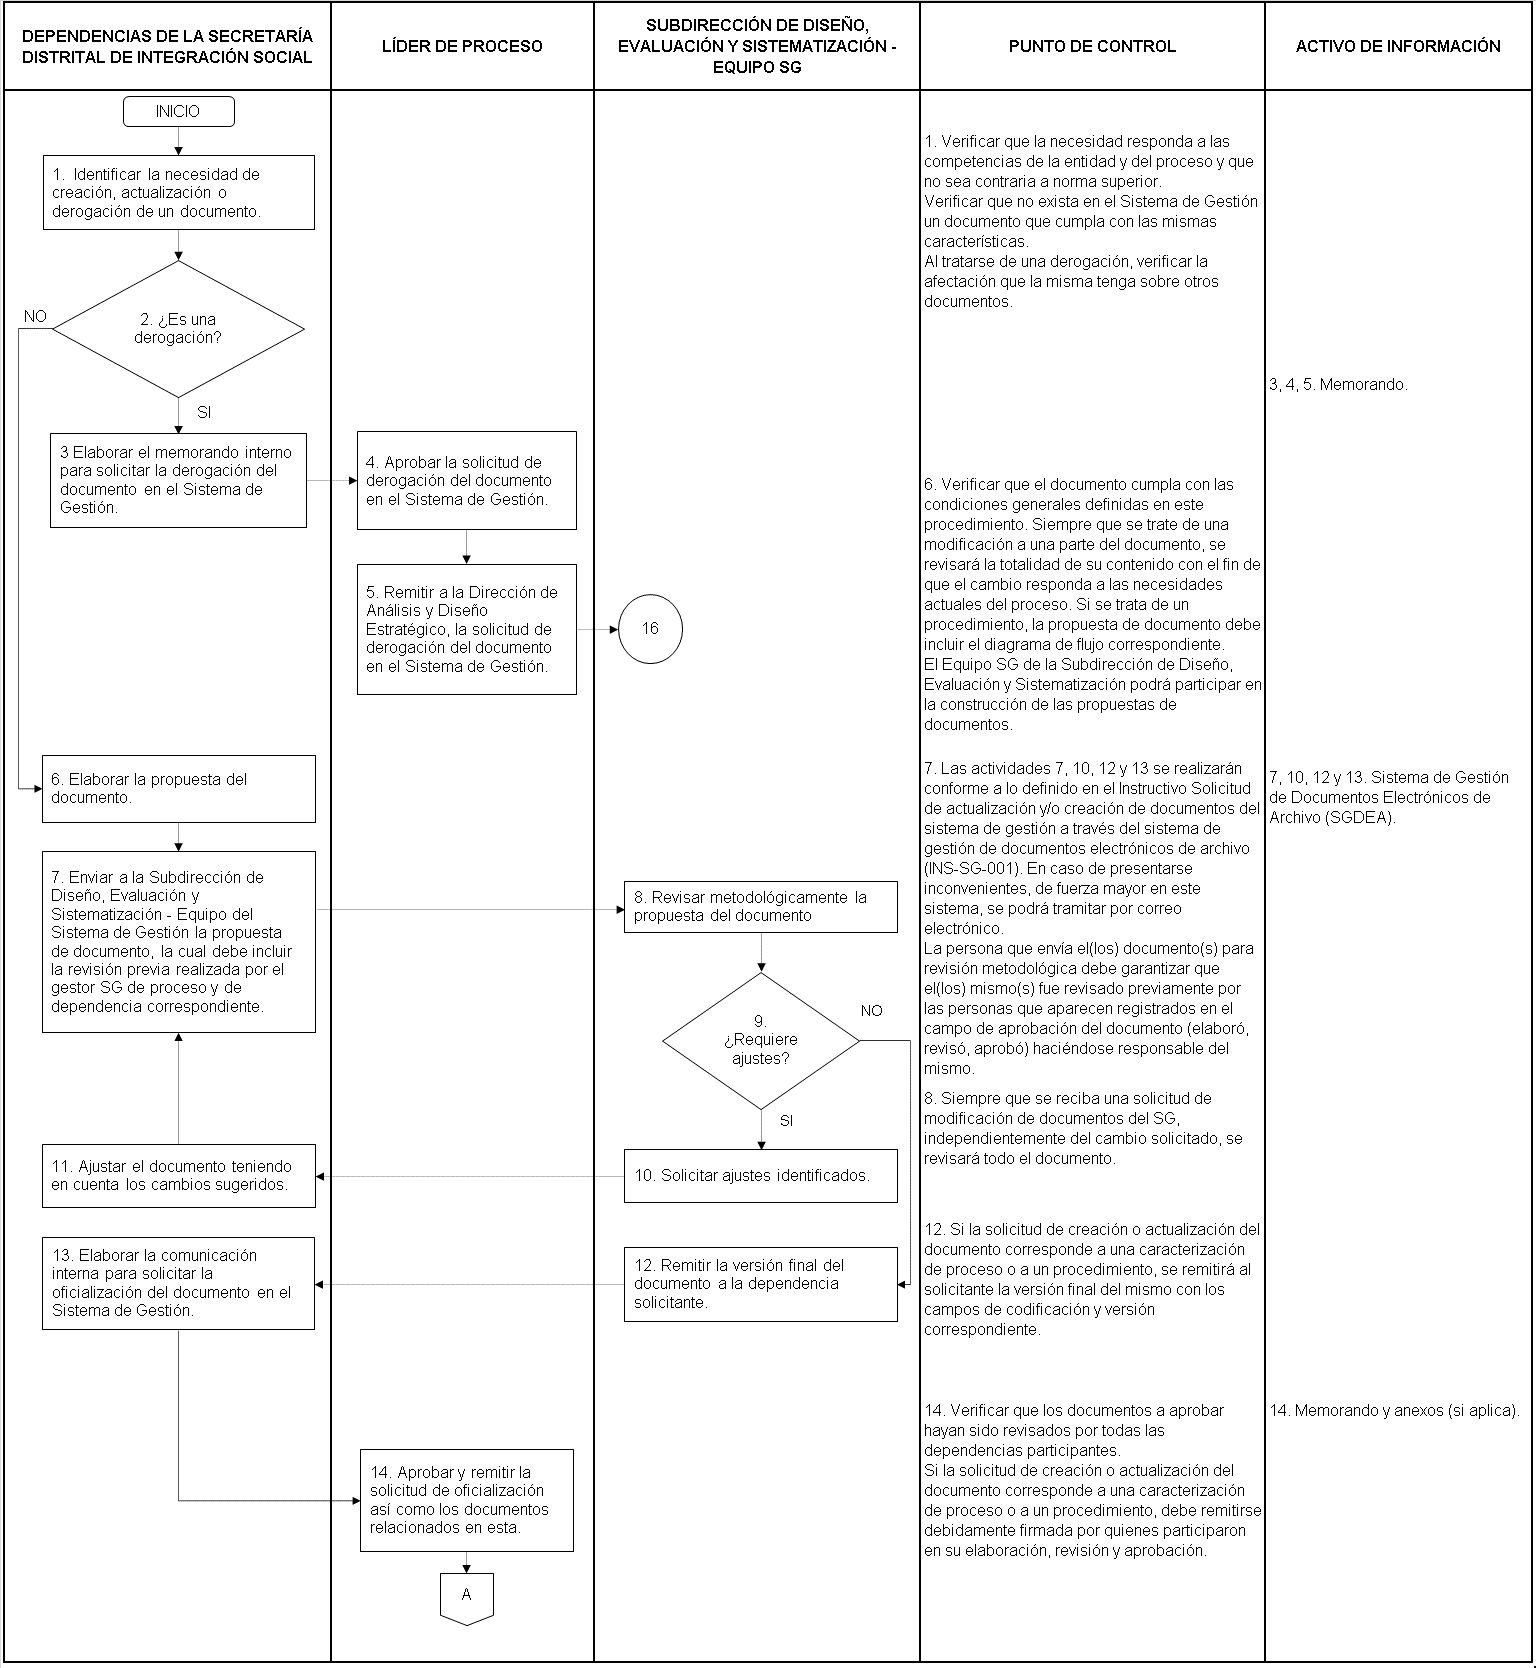 DEPENDENCIAS DE LA SECRETARÍA
DISTRITAL DE INTEGRACIÓN SOCIAL
LÍDER DE PROCESO
SUBDIRECCIÓN DE DISEÑO,
EVALUACIÓN Y SISTEMATIZACIÓN -
EQUIPO SG
PUNTO DE CONTROL
ACTIVO DE INFORMACIÓN
INICIO
1. Identificar la necesidad de
creación, actualización o
derogación de un documento.
2. ¿Es una
derogación?
NO
SI
3 Elaborar el memorando interno
para solicitar la derogación del
documento en el Sistema de
Gestión.
4. Aprobar la solicitud de
derogación del documento
en el Sistema de Gestión.
5. Remitir a la Dirección de
Análisis y Diseño
Estratégico, la solicitud de
derogación del documento
en el Sistema de Gestión.
16
6. Elaborar la propuesta del
documento.
7. Enviar a la Subdirección de
Diseño, Evaluación y
Sistematización - Equipo del
Sistema de Gestión la propuesta
de documento, la cual debe incluir
la revisión previa realizada por el
gestor SG de proceso y de
dependencia correspondiente.
8. Revisar metodológicamente la
propuesta del documento
9.
¿Requiere
ajustes?
NO
SI
10. Solicitar ajustes identificados.
11. Ajustar el documento teniendo
en cuenta los cambios sugeridos.
12. Remitir la versión final del
documento a la dependencia
solicitante.
13. Elaborar la comunicación
interna para solicitar la
oficialización del documento en el
Sistema de Gestión.
14. Aprobar y remitir la
solicitud de oficialización
así como los documentos
relacionados en esta.
A
1. Verificar que la necesidad responda a las
competencias de la entidad y del proceso y que
no sea contraria a norma superior.
Verificar que no exista en el Sistema de Gestión
un documento que cumpla con las mismas
características.
Al tratarse de una derogación, verificar la
afectación que la misma tenga sobre otros
documentos.
6. Verificar que el documento cumpla con las
condiciones generales definidas en este
procedimiento. Siempre que se trate de una
modificación a una parte del documento, se
revisará la totalidad de su contenido con el fin de
que el cambio responda a las necesidades
actuales del proceso. Si se trata de un
procedimiento, la propuesta de documento debe
incluir el diagrama de flujo correspondiente.
El Equipo SG de la Subdirección de Diseño,
Evaluación y Sistematización podrá participar en
la construcción de las propuestas de
documentos.
7. Las actividades 7, 10, 12 y 13 se realizarán
conforme a lo definido en el Instructivo Solicitud
de actualización y/o creación de documentos del
sistema de gestión a través del sistema de
gestión de documentos electrónicos de archivo
(INS-SG-001). En caso de presentarse
inconvenientes, de fuerza mayor en este
sistema, se podrá tramitar por correo
electrónico.
La persona que envía el(los) documento(s) para
revisión metodológica debe garantizar que
el(los) mismo(s) fue revisado previamente por
las personas que aparecen registrados en el
campo de aprobación del documento (elaboró,
revisó, aprobó) haciéndose responsable del
mismo.
8. Siempre que se reciba una solicitud de
modificación de documentos del SG,
independientemente del cambio solicitado, se
revisará todo el documento.
12. Si la solicitud de creación o actualización del
documento corresponde a una caracterización
de proceso o a un procedimiento, se remitirá al
solicitante la versión final del mismo con los
campos de codificación y versión
correspondiente.
14. Verificar que los documentos a aprobar
hayan sido revisados por todas las
dependencias participantes.
Si la solicitud de creación o actualización del
documento corresponde a una caracterización
de proceso o a un procedimiento, debe remitirse
debidamente firmada por quienes participaron
en su elaboración, revisión y aprobación.
3, 4, 5. Memorando.
7, 10, 12 y 13. Sistema de Gestión
de Documentos Electrónicos de
Archivo (SGDEA).
14. Memorando y anexos (si aplica).